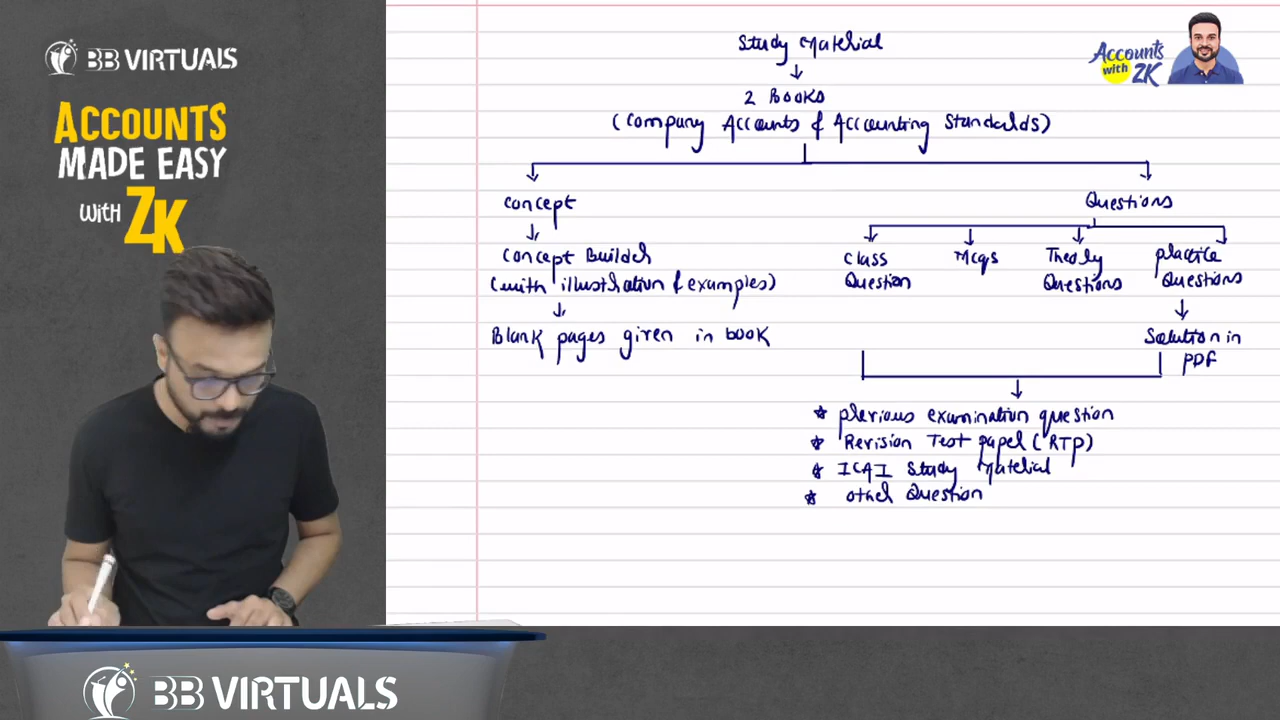 BB VIRTUALS
ACCOUNTS
MADE EASY
WITH ZK
Accounts
with ZK
Study Material
2 Books
(Company Accounts & Accounting Standards)
Concept
Questions
Concept Builder
(with illustration & examples)
Blank pages given in book
Class
Question
Mcqs
Theory
Questions
practice
Questions
Solution in
PDF
* previous examination question
* Revision Test paper (RTP)
* ICAI Study Material
* other Question
BB VIRTUALS